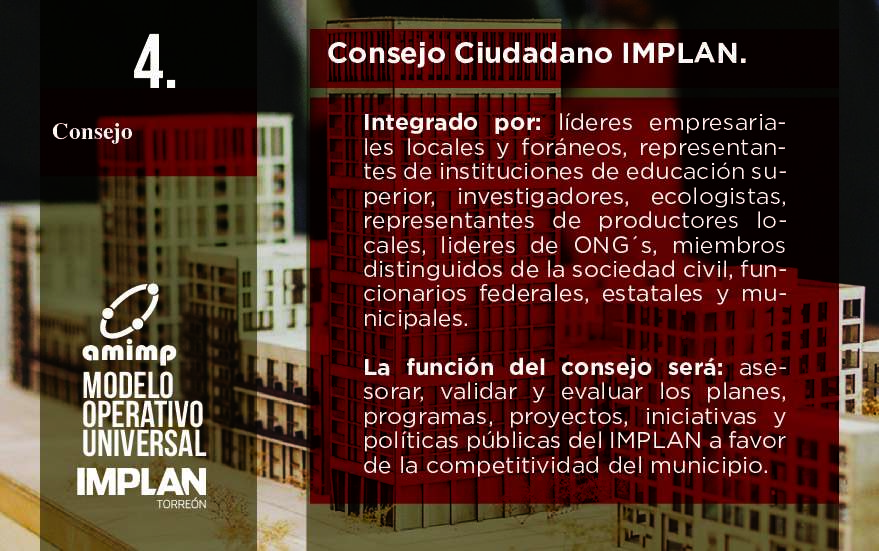 4.
Consejo
amimp
MODELO
OPERATIVO
UNIVERSAL
IMPLAN
TORREÓN
Consejo Ciudadano IMPLAN.
Integrado por: líderes empresaria-
les locales y foráneos, representan-
tes de instituciones de educación su-
perior, investigadores, ecologistas,
representantes de productores lo-
cales, lideres de ONG´s, miembros
distinguidos de la sociedad civil, fun-
cionarios federales, estatales y mu-
nicipales.
La función del consejo será: ase-
sorar, validar y evaluar los planes,
programas, proyectos, iniciativas y
políticas públicas del IMPLAN a favor
de la competitividad del municipio.